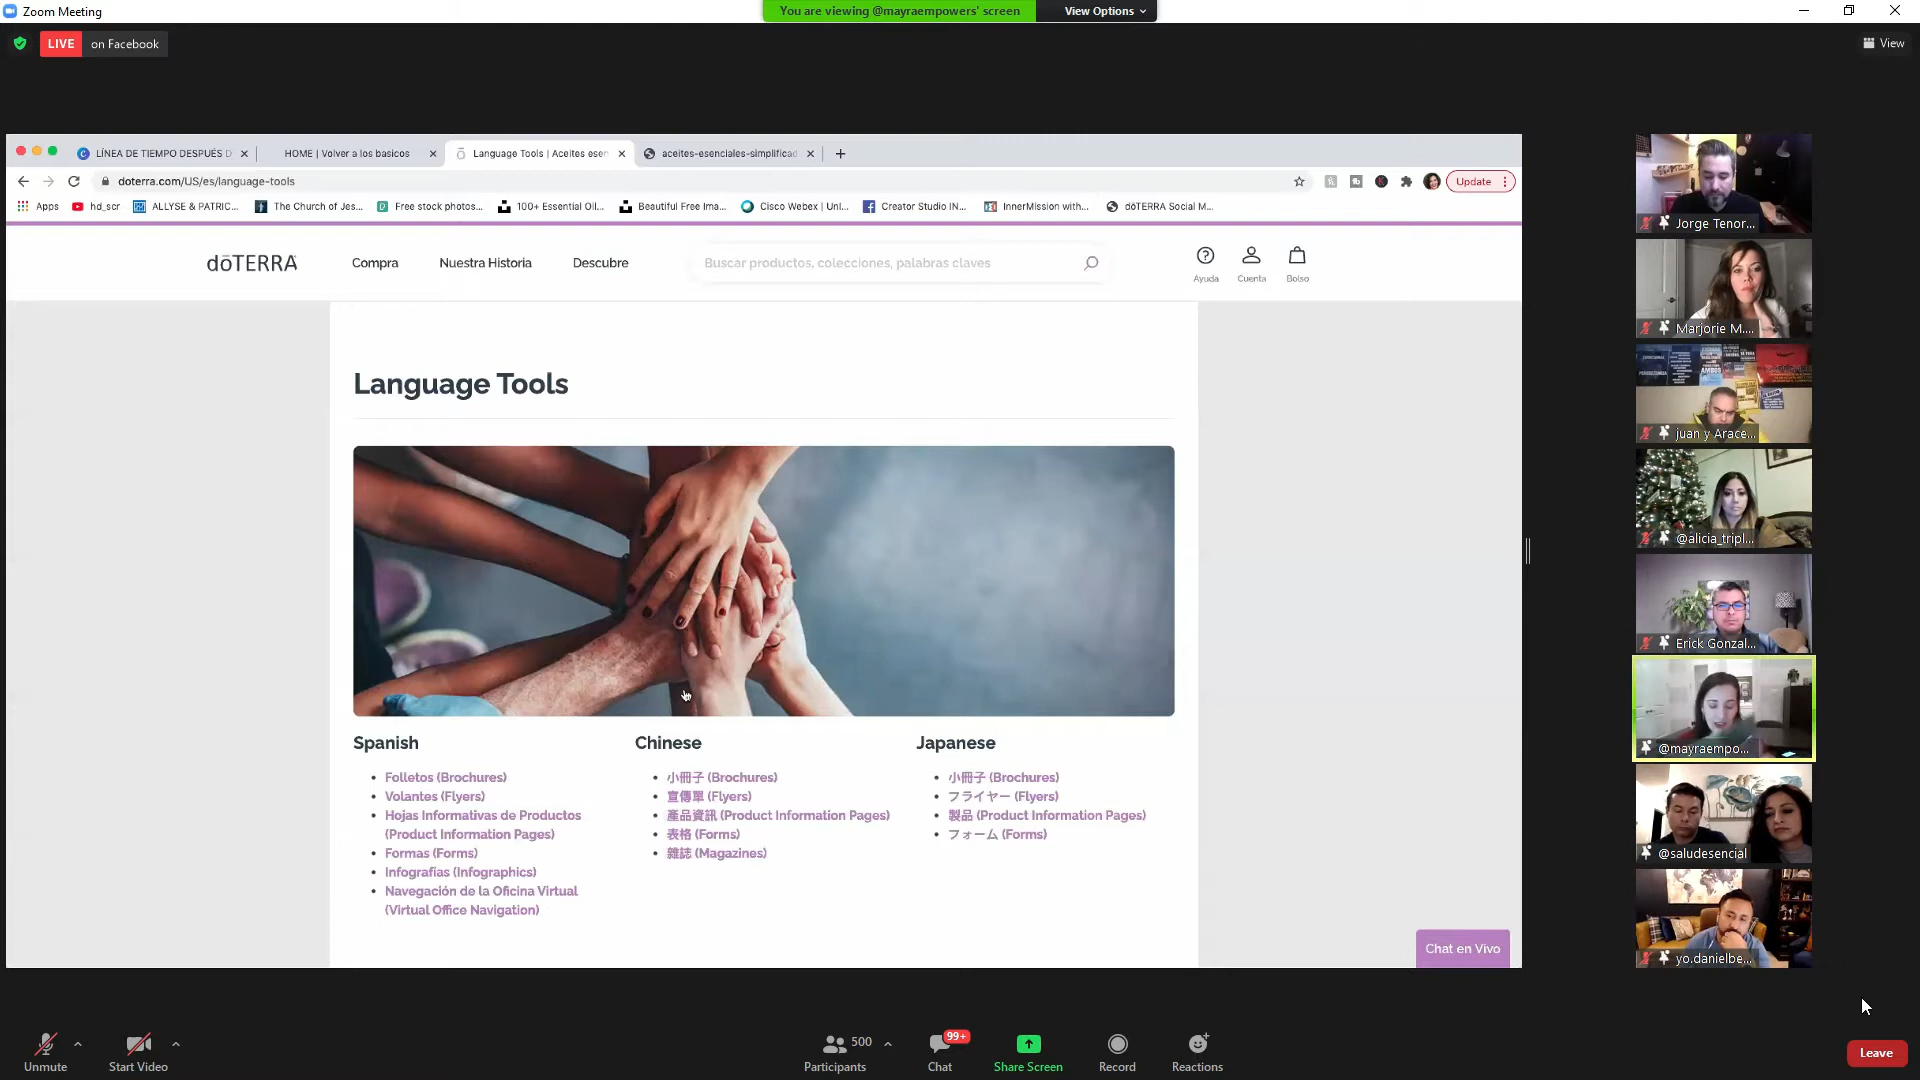 Zoom Meeting
You are viewing @mayraempowers' screen
View Options
LIVE
on Facebook
View
LÍNEA DE TIEMPO DESPUÉS D
HOME | Volver a los basicos
Language Tools | Aceites esen
aceites-esenciales-simplificad
doterra.com/US/es/language-tools
Update
Apps
hd_scr
ALLYSE & PATRIC...
The Church of Jes...
Free stock photos...
100+ Essential Oil...
Beautiful Free Ima...
Cisco Webex | Uni...
Creator Studio IN...
InnerMission with...
dōTERRA Social M...
dōTERRA
Compra
Nuestra Historia
Descubre
Buscar productos, colecciones, palabras claves
Ayuda
Cuenta
Bolso
Language Tools
Spanish
Folletos (Brochures)
Volantes (Flyers)
Hojas Informativas de Productos
(Product Information Pages)
Formas (Forms)
Infografías (Infographics)
Navegación de la Oficina Virtual
(Virtual Office Navigation)
Chinese
小冊子 (Brochures)
宣傳單 (Flyers)
產品資訊 (Product Information Pages)
表格 (Forms)
雜誌 (Magazines)
Japanese
小冊子 (Brochures)
フライヤー (Flyers)
製品 (Product Information Pages)
フォーム (Forms)
Chat en Vivo
Jorge Tenor...
Marjorie M....
juan y Arace...
@alicia_tripl...
Erick Gonzal...
@mayraempo...
@saludesencial
yo.danielbe...
Unmute
Start Video
500
Participants
99+
Chat
Share Screen
Record
Reactions
Leave